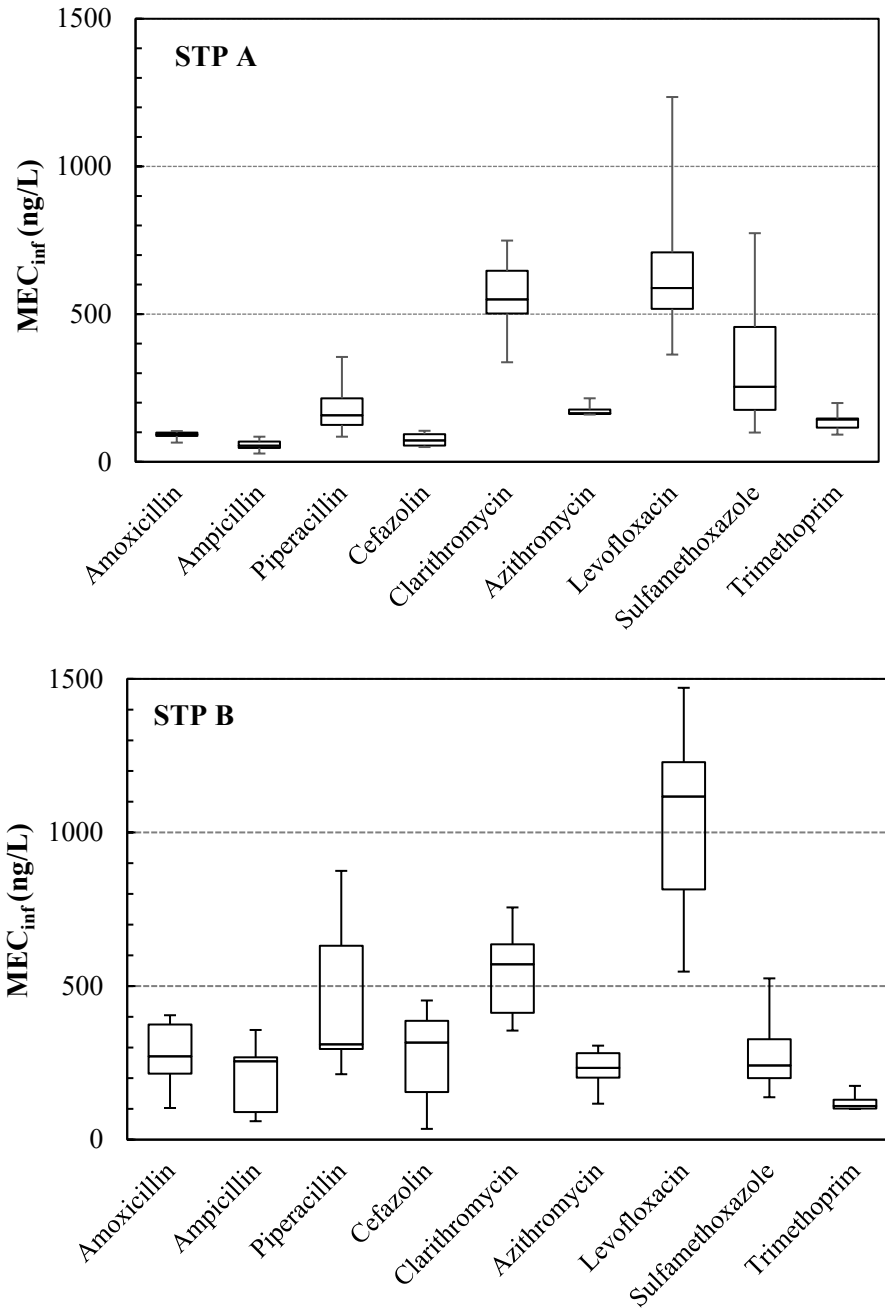 1500
STP A
1000
MECinf (ng/L)
500
0
Amoxicillin
Ampicillin
Piperacillin
Cefazolin
Clarithromycin
Azithromycin
Levofloxacin
Sulfamethoxazole
Trimethoprim
1500
STP B
1000
MECinf (ng/L)
500
0
Amoxicillin
Ampicillin
Piperacillin
Cefazolin
Clarithromycin
Azithromycin
Levofloxacin
Sulfamethoxazole
Trimethoprim